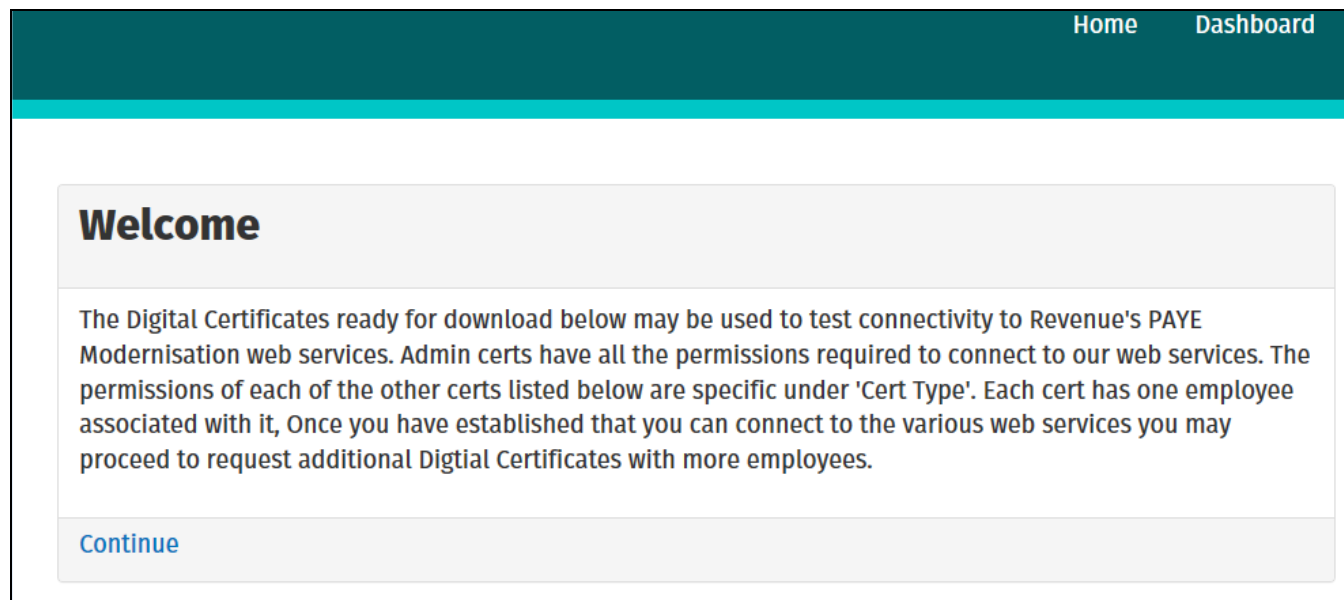 Home Dashboard
Welcome
The Digital Certificates ready for download below may be used to test connectivity to Revenue's PAYE
Modernisation web services. Admin certs have all the permissions required to connect to our web services. The
permissions of each of the other certs listed below are specific under 'Cert Type'. Each cert has one employee
associated with it, Once you have established that you can connect to the various web services you may
proceed to request additional Digtial Certificates with more employees.
Continue